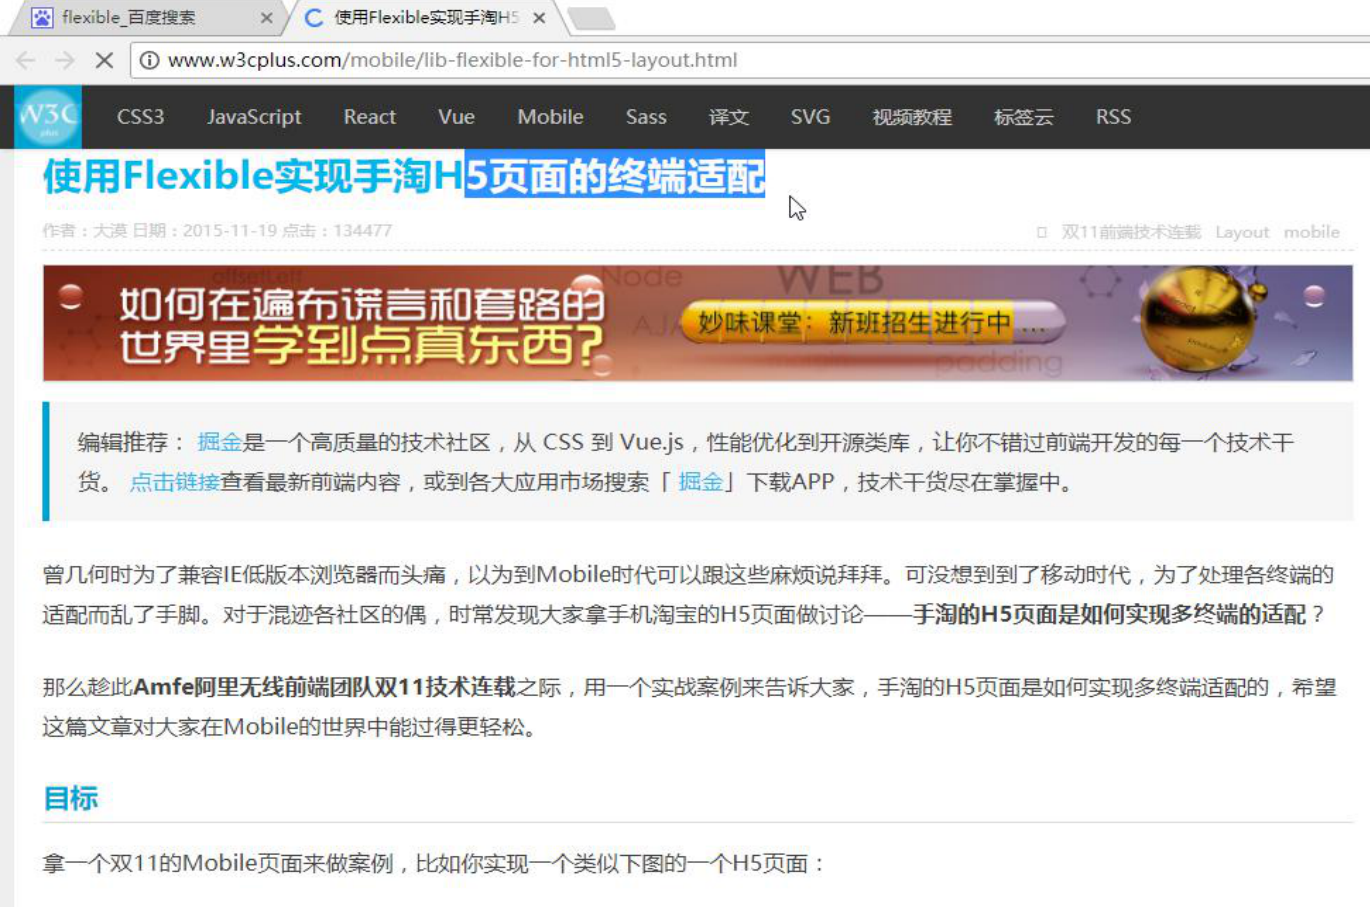 flexible_百度搜索
使用Flexible实现手淘H5
www.w3cplus.com/mobile/lib-flexible-for-html5-layout.html
W3C plus CSS3 JavaScript React Vue Mobile Sass 译文 SVG 视频教程 标签云 RSS
使用Flexible实现手淘H5页面的终端适配
作者：大漠 日期：2015-11-19 点击：134477 双11前端技术连载 Layout mobile
offsetLeft Node WEB
如何在遍布谎言和套路的
世界里学到点真东西?
妙味课堂：新班招生进行中 ...
padding
编辑推荐： 掘金是一个高质量的技术社区，从 CSS 到 Vue.js，性能优化到开源类库，让你不错过前端开发的每一个技术干
货。 点击链接查看最新前端内容，或到各大应用市场搜索「 掘金」下载APP，技术干货尽在掌握中。
曾几何时为了兼容IE低版本浏览器而头痛，以为到Mobile时代可以跟这些麻烦说拜拜。可没想到到了移动时代，为了处理各终端的
适配而乱了手脚。对于混迹各社区的偶，时常发现大家拿手机淘宝的H5页面做讨论——手淘的H5页面是如何实现多终端的适配？
那么趁此Amfe阿里无线前端团队双11技术连载之际，用一个实战案例来告诉大家，手淘的H5页面是如何实现多终端适配的，希望
这篇文章对大家在Mobile的世界中能过得更轻松。
目标
拿一个双11的Mobile页面来做案例，比如你实现一个类似下图的一个H5页面：